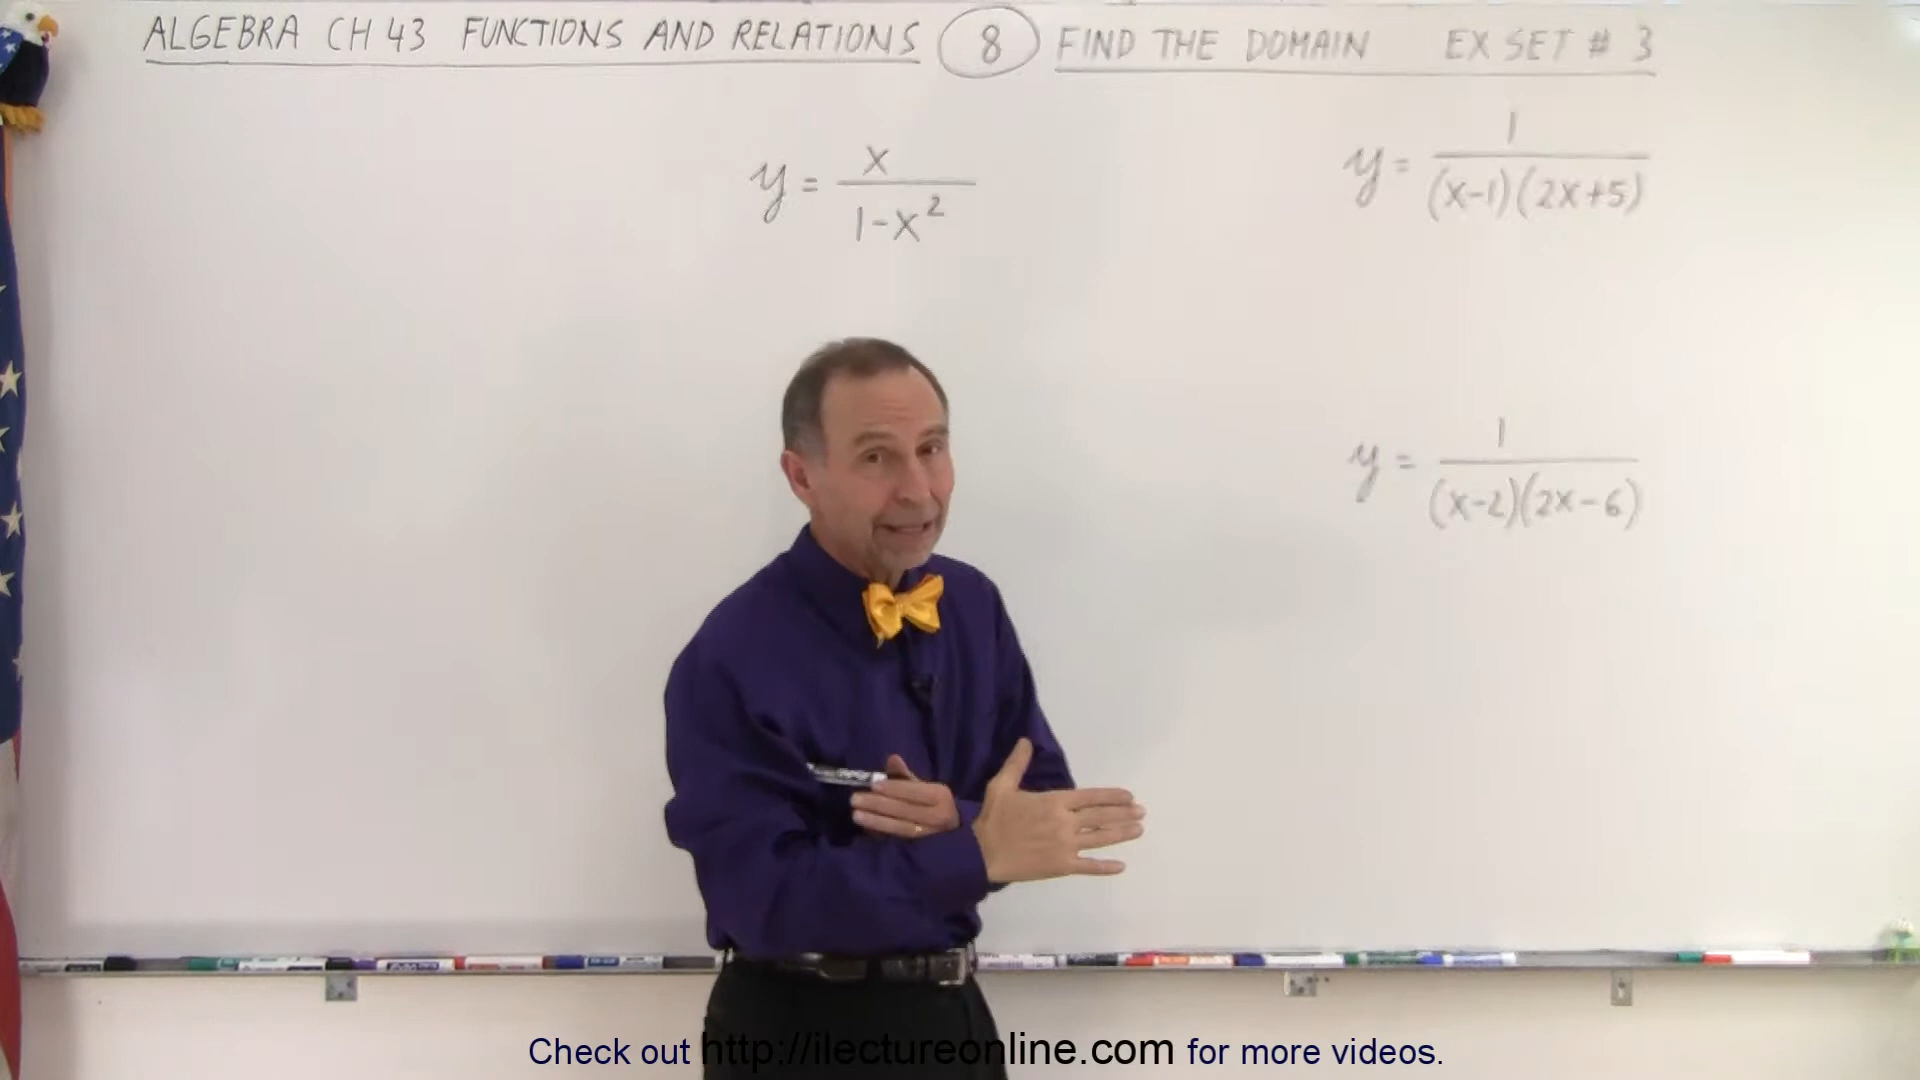 ALGEBRA CH 43 FUNCTIONS AND RELATIONS 8 FIND THE DOMAIN EX SET # 3
y = x / (1-x²)
y = 1 / (x-1)(2x+5)
y = 1 / (x-2)(2x-6)
Check out http://ilectureonline.com for more videos.